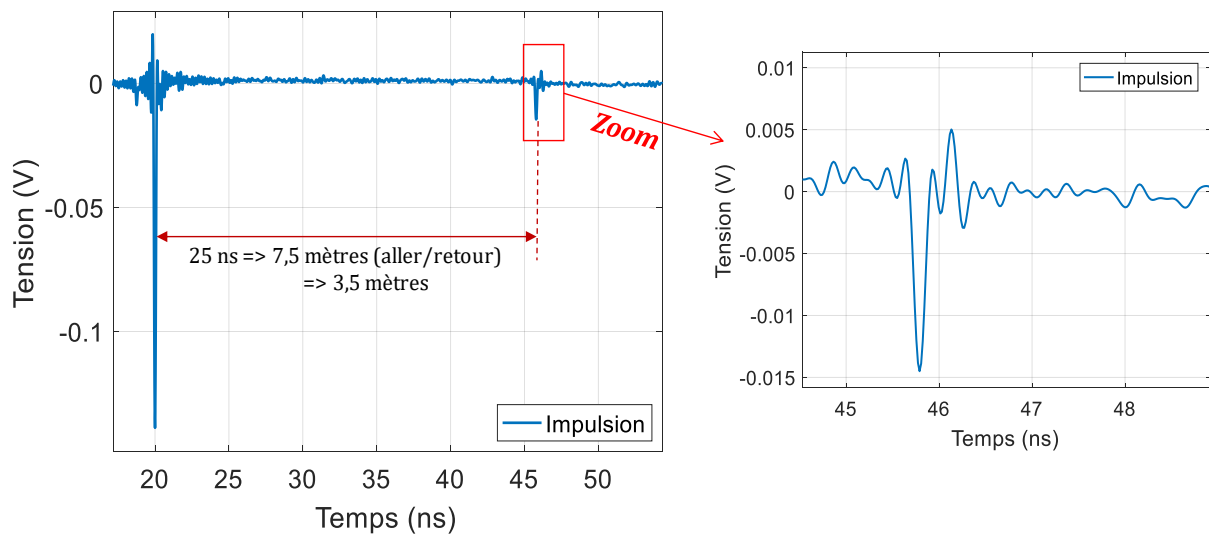 0
-0.05
-0.1
Tension (V)
25 ns => 7,5 mètres (aller/retour)
=> 3,5 mètres
Impulsion
20 25 30 35 40 45 50
Temps (ns)
Zoom
0.01
0.005
0
-0.005
-0.01
-0.015
Tension (V)
Impulsion
45 46 47 48
Temps (ns)